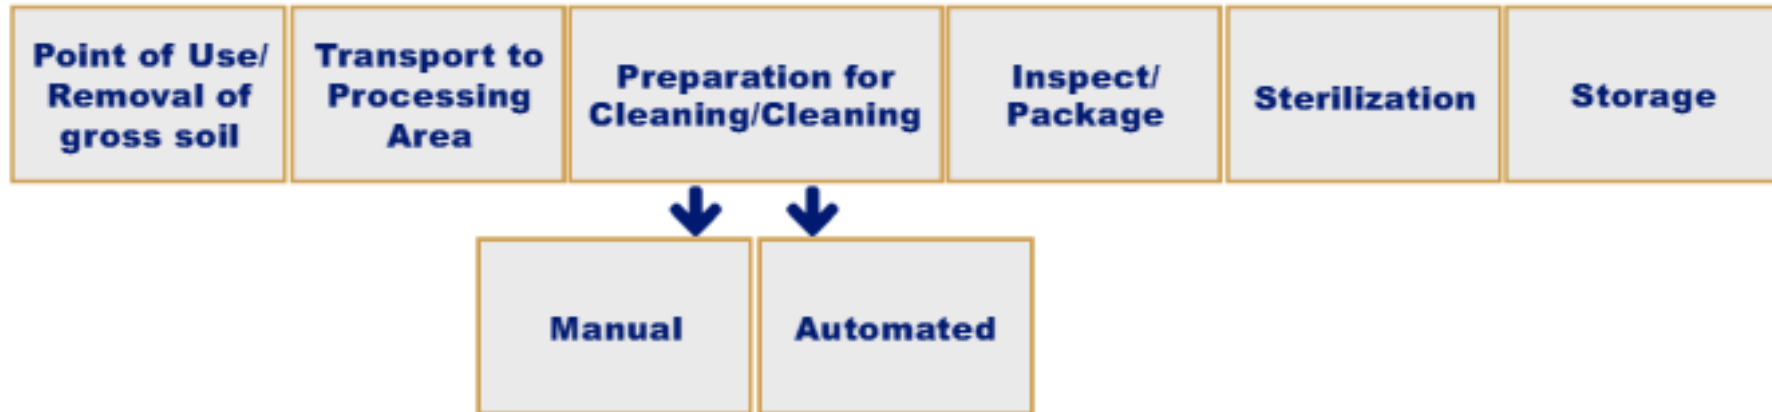 Point of Use/
Removal of
gross soil
Transport to
Processing
Area
Preparation for
Cleaning/Cleaning
Inspect/
Package
Sterilization
Storage
Manual
Automated